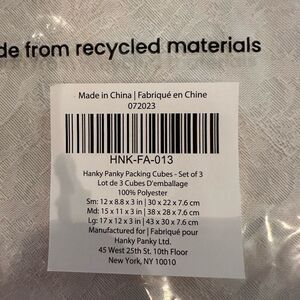 de from recycled materials
Made in China | Fabriqué en Chine
072023
HNK-FA-013
Hanky Panky Packing Cubes - Set of 3
Lot de 3 Cubes D'emballage
100% Polyester
Sm: 12 x 8.8 x 3 in | 30 x 22 x 7.6 cm
Md: 15 x 11 x 3 in | 38 x 28 x 7.6 cm
Lg: 17 x 12 x 3 in | 43 x 30 x 7.6 cm
Manufactured for | Fabriqué pour
Hanky Panky Ltd.
45 West 25th St. 10th Floor
New York, NY 10010